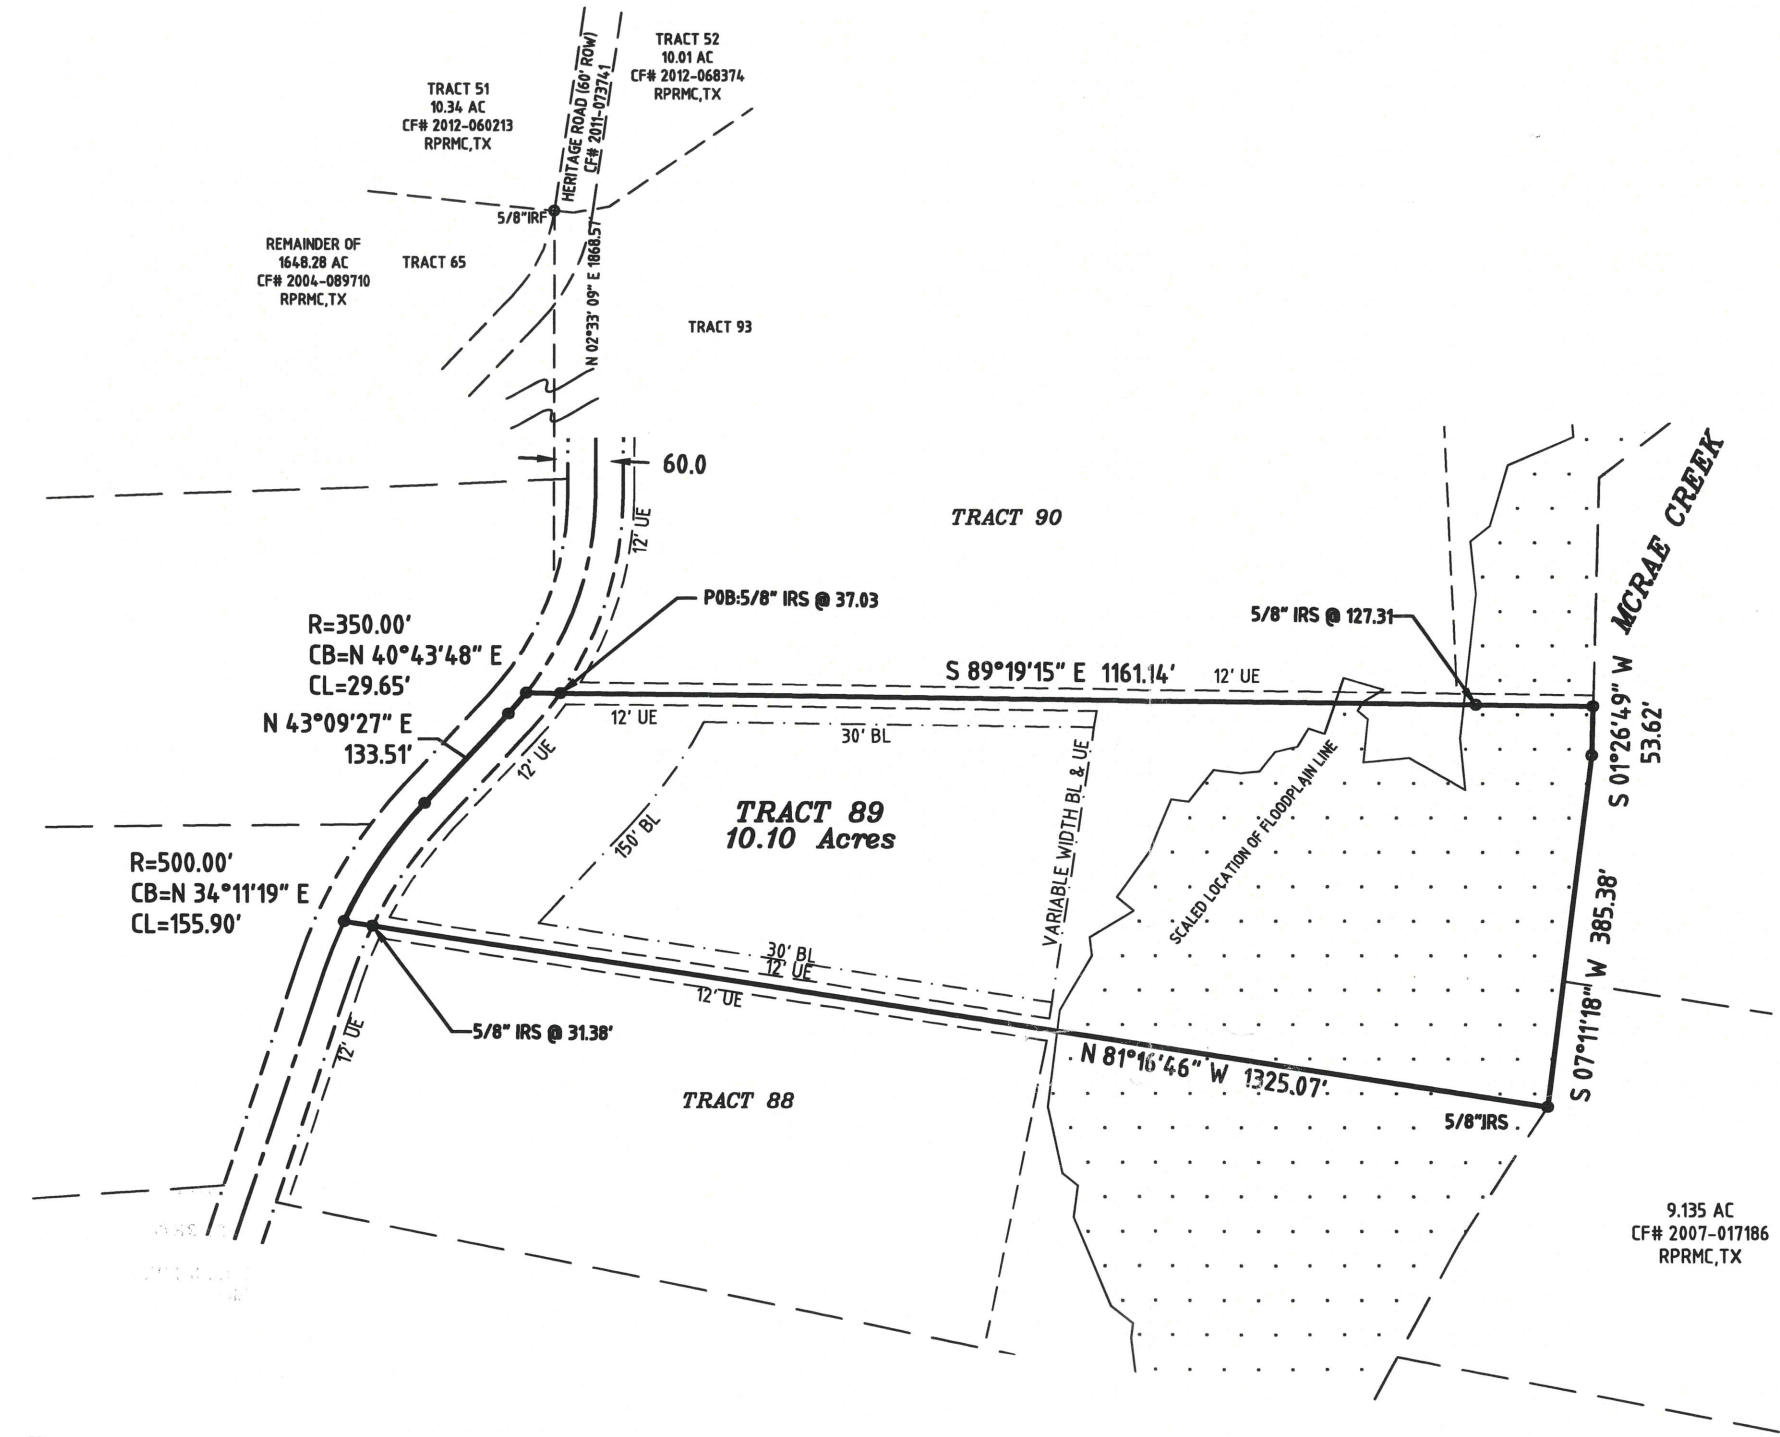 TRACT 51
10.34 AC
CF# 2012-060213
RPRMC,TX
HERITAGE ROAD (60' ROW)
CF# 2011-073741
TRACT 52
10.01 AC
CF# 2012-068374
RPRMC,TX
5/8"IRF
REMAINDER OF
1648.28 AC
CF# 2004-089710
RPRMC,TX
TRACT 65
N 02°33' 09" E 1868.57'
TRACT 93
60.0
12' UE
TRACT 90
MCRAE CREEK
POB:5/8" IRS @ 37.03
5/8" IRS @ 127.31
R=350.00'
CB=N 40°43'48" E
CL=29.65'
S 89°19'15" E 1161.14'
12' UE
N 43°09'27" E
133.51'
12' UE
12' UE
30' BL
S 01°26'49" W
53.62'
150' BL
TRACT 89
10.10 Acres
VARIABLE WIDTH BL & UE
SCALED LOCATION OF FLOODPLAIN LINE
R=500.00'
CB=N 34°11'19" E
CL=155.90'
30' BL
12' UE
12' UE
S 07°11'18" W 385.38'
12' UE
5/8" IRS @ 31.38'
N 81°16'46" W 1325.07'
TRACT 88
5/8"IRS
9.135 AC
CF# 2007-017186
RPRMC,TX